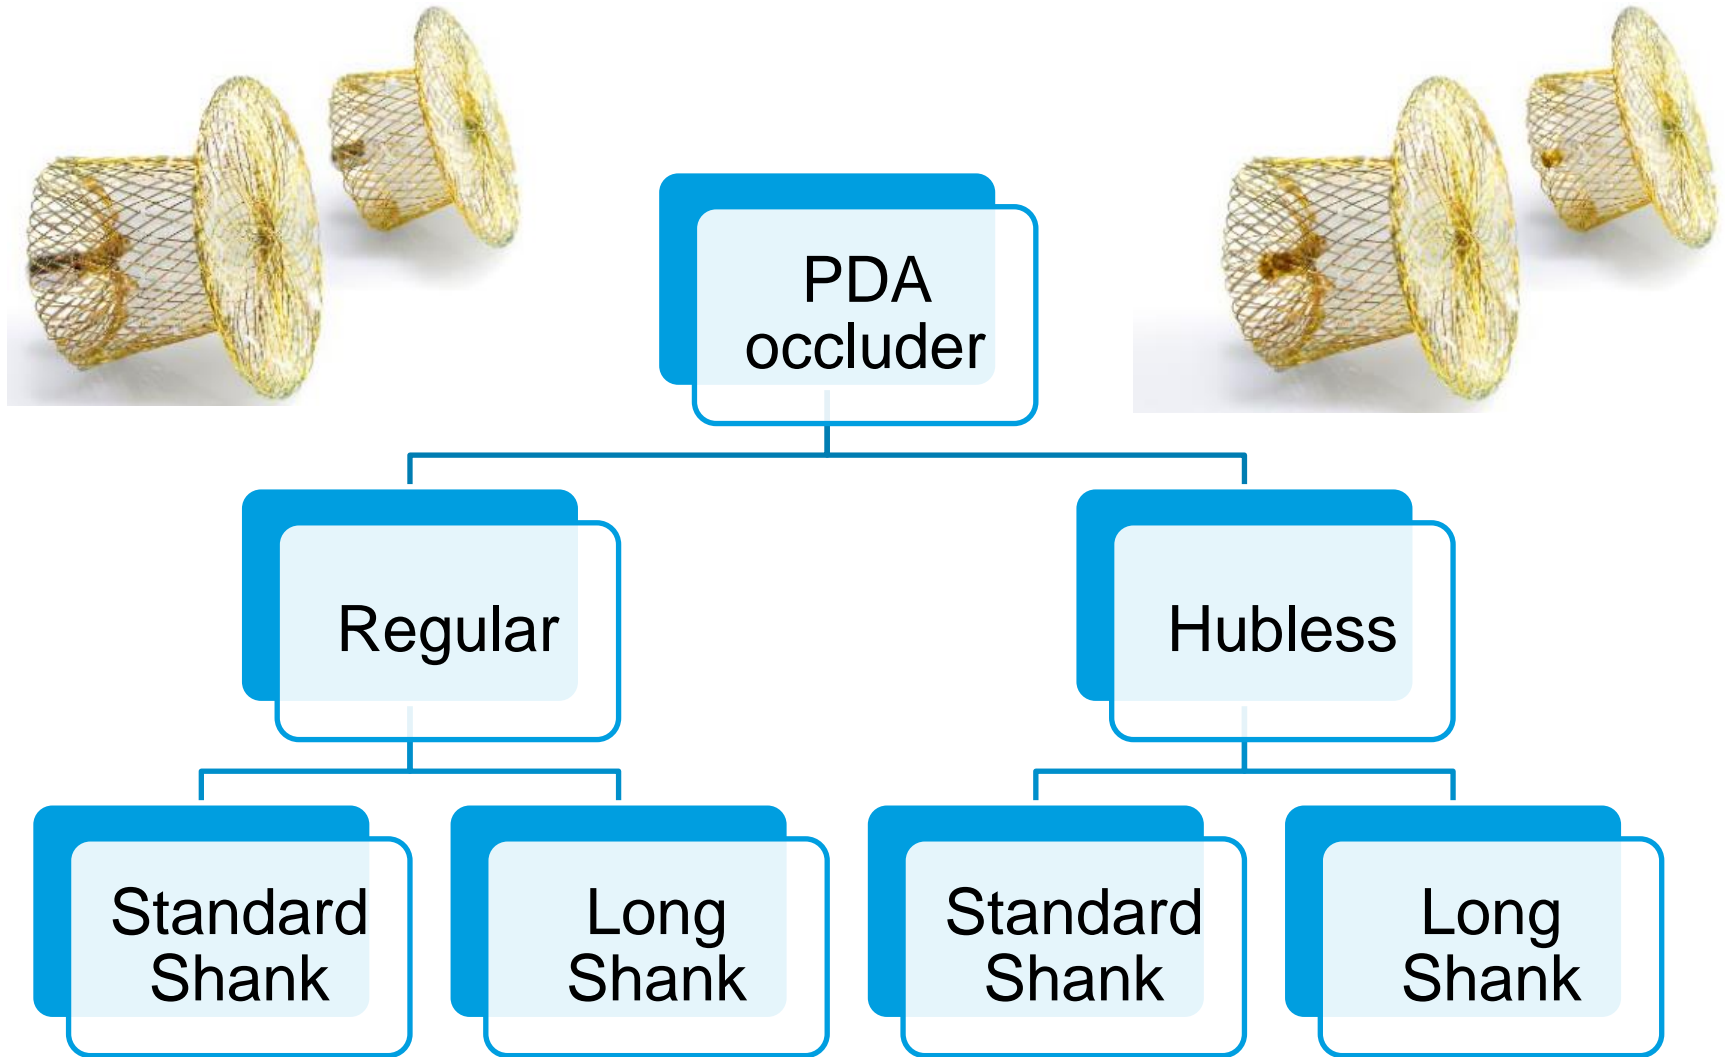 PDA
occluder
Regular
Hubless
Standard
Shank
Long
Shank
Standard
Shank
Long
Shank